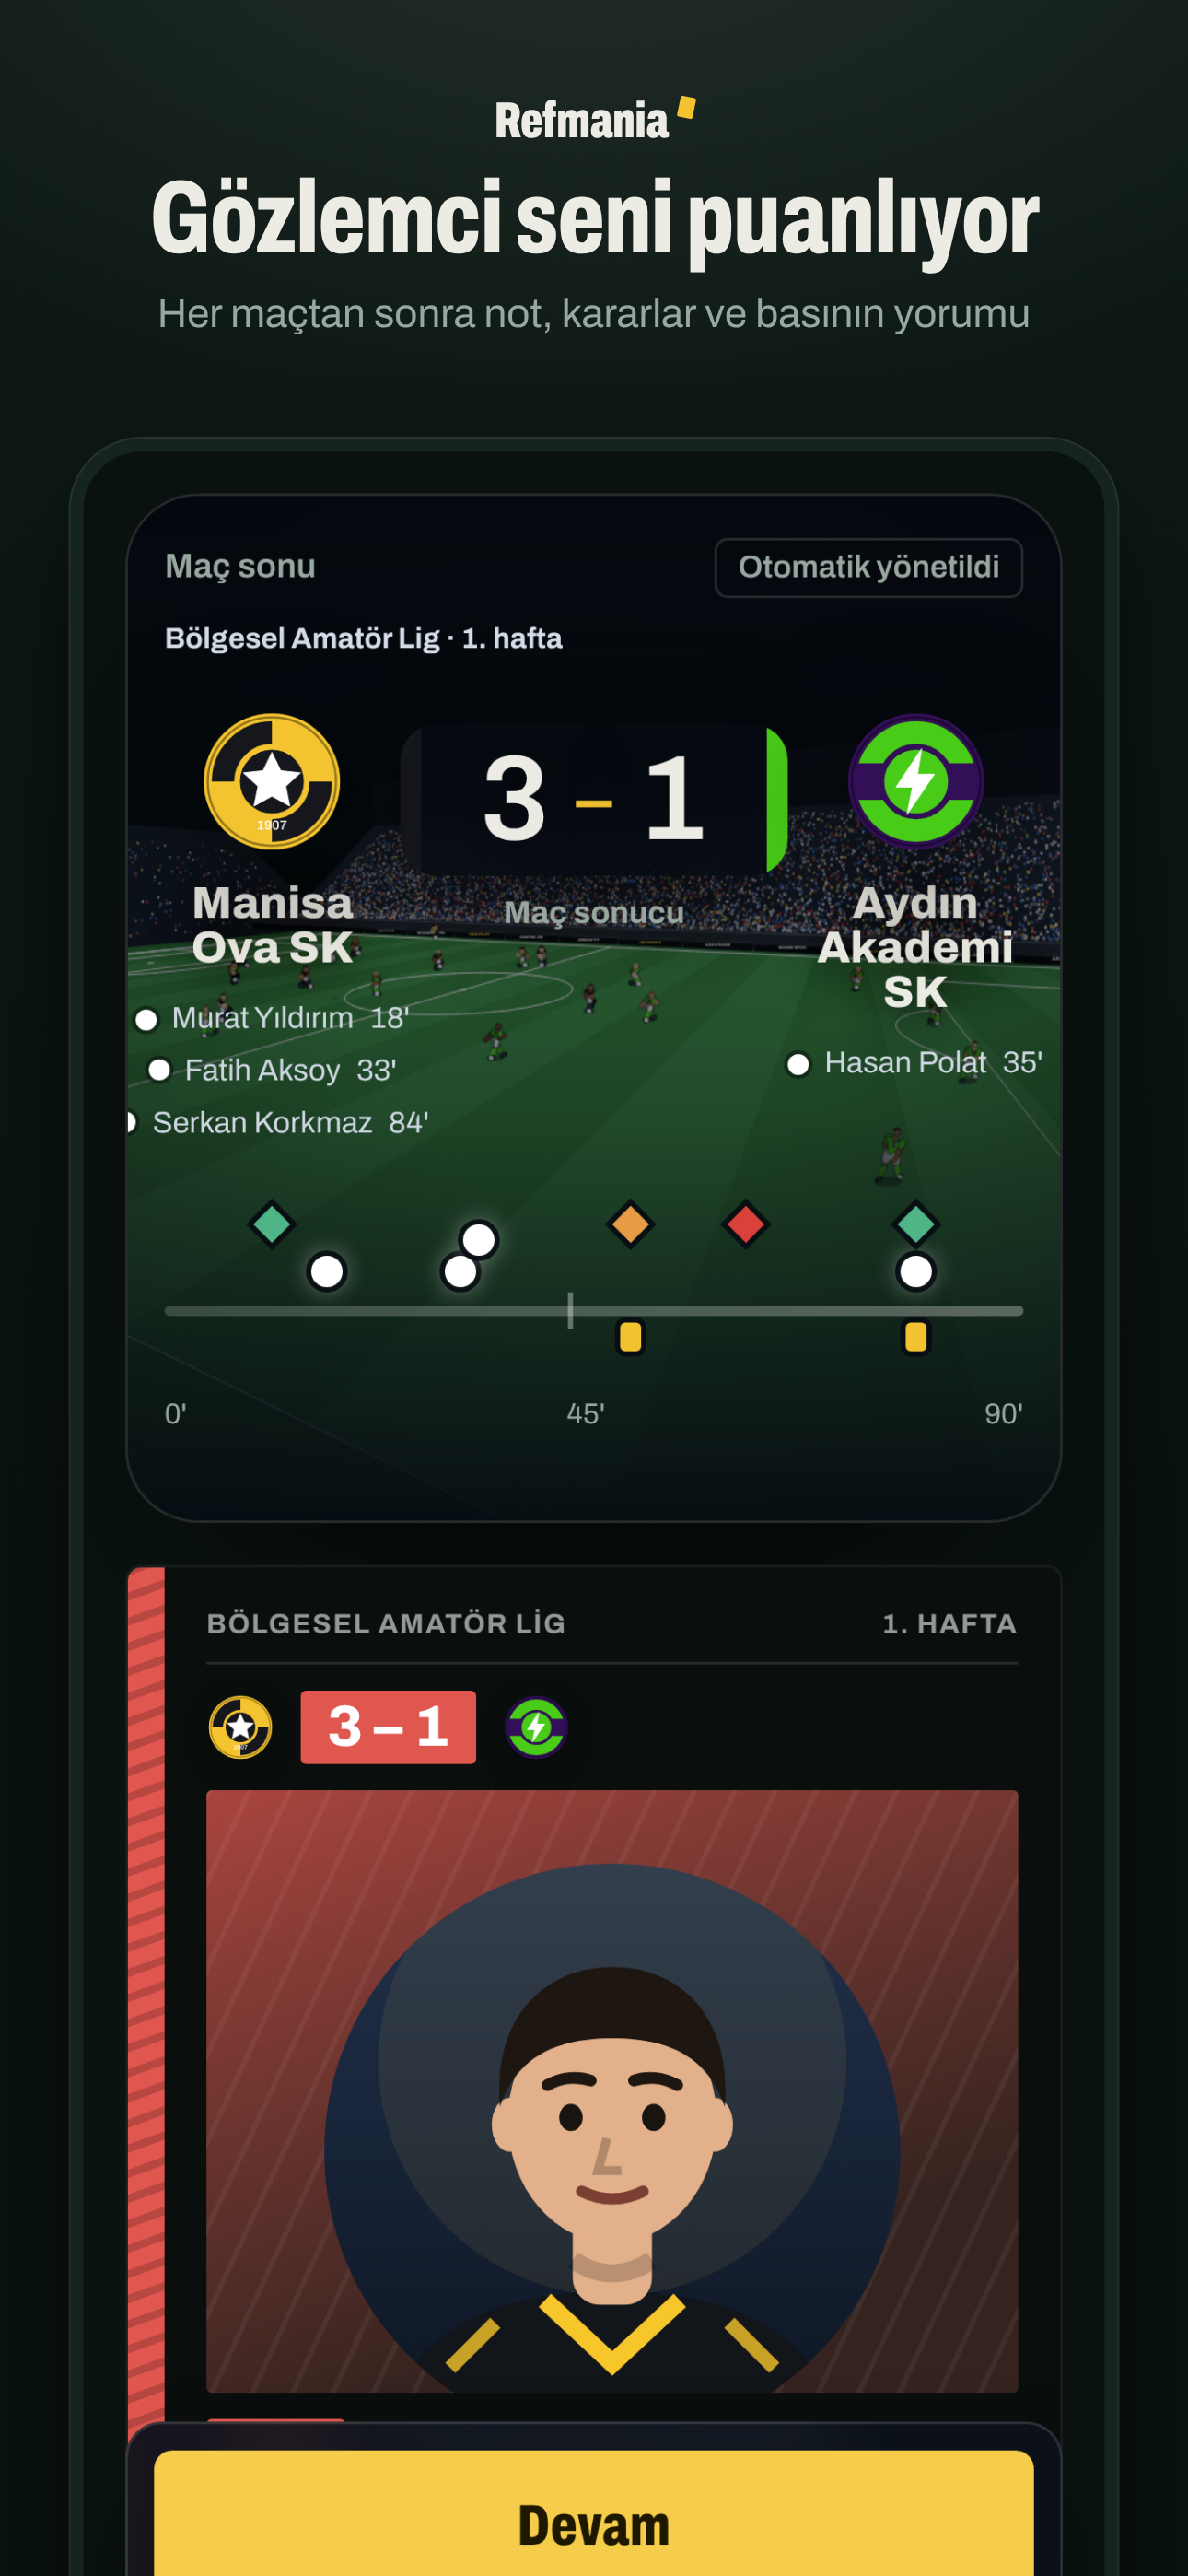 Refmania
Gözlemci seni puanlıyor
Her maçtan sonra not, kararlar ve basının yorumu
Maç sonu
Otomatik yönetildi
Bölgesel Amatör Lig · 1. hafta
1907
3 – 1
Maç sonucu
Manisa
Ova SK
Aydın
Akademi
SK
Murat Yıldırım 18'
Fatih Aksoy 33'
Serkan Korkmaz 84'
Hasan Polat 35'
0'
45'
90'
BÖLGESEL AMATÖR LİG
1. HAFTA
3 – 1
Devam